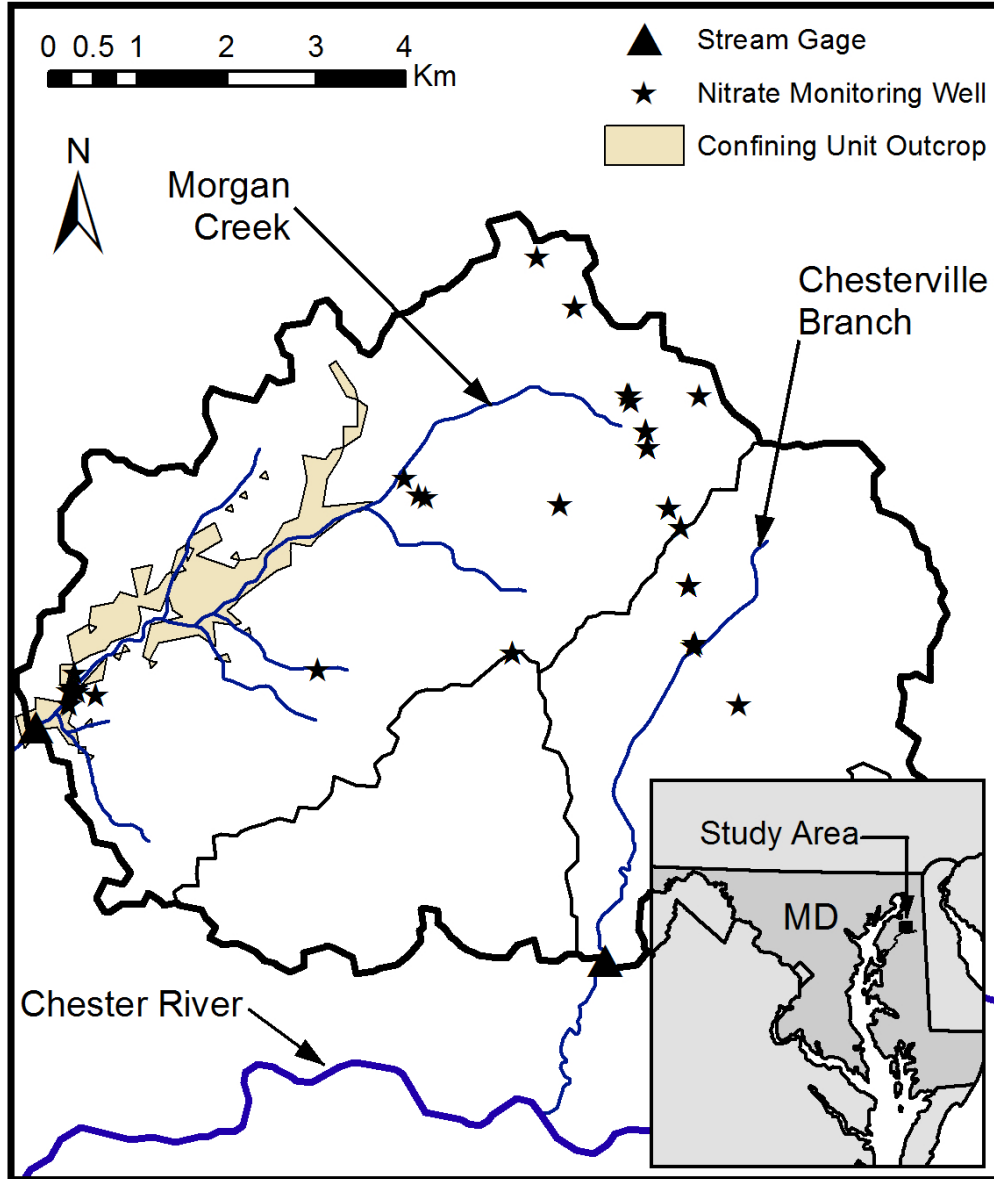 0 0.5 1 2 3 4
Km
Stream Gage
Nitrate Monitoring Well
Confining Unit Outcrop
N
Morgan
Creek
Chesterville
Branch
Study Area
MD
Chester River